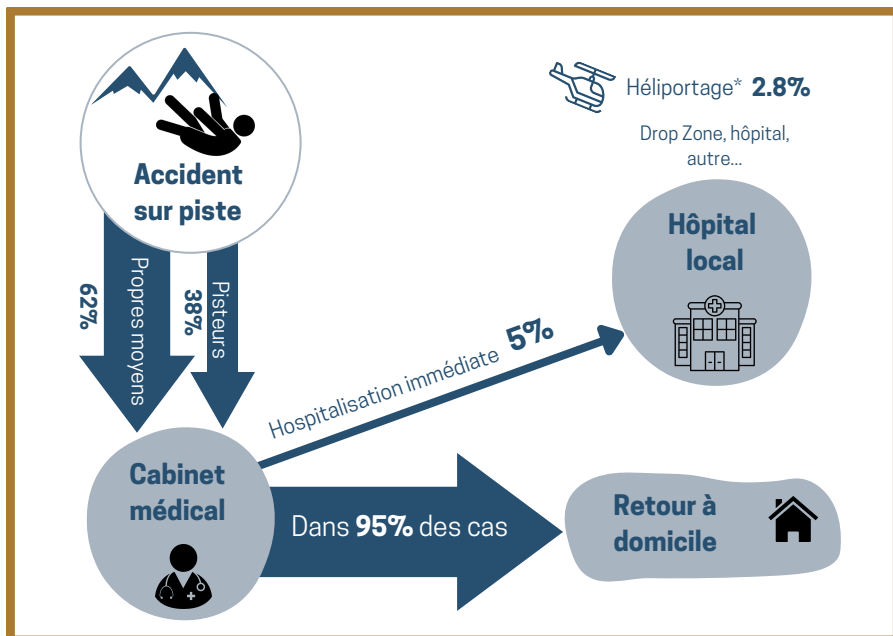 Accident
sur piste
Héliportage* 2.8%
Drop Zone, hôpital,
autre...
Hôpital
local
62%
Propres moyens
38%
Pisteurs
Hospitalisation immédiate 5%
Cabinet
médical
Dans 95% des cas
Retour à
domicile